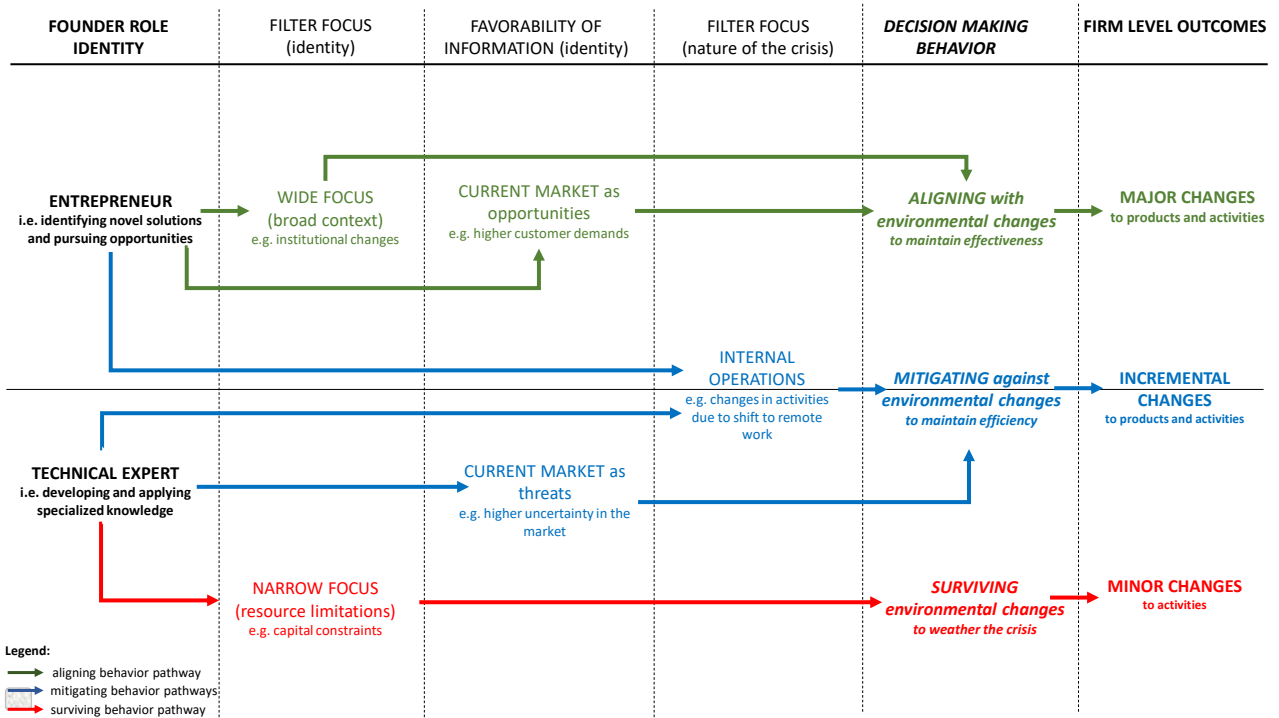 FOUNDER ROLE
IDENTITY
FILTER FOCUS
(identity)
FAVORABILITY OF
INFORMATION (identity)
FILTER FOCUS
(nature of the crisis)
DECISION MAKING
BEHAVIOR
FIRM LEVEL OUTCOMES
ENTREPRENEUR
i.e. identifying novel solutions
and pursuing opportunities
WIDE FOCUS
(broad context)
e.g. institutional changes
CURRENT MARKET as
opportunities
e.g. higher customer demands
ALIGNING with
environmental changes
to maintain effectiveness
MAJOR CHANGES
to products and activities
INTERNAL
OPERATIONS
e.g. changes in activities
due to shift to remote
work
MITIGATING against
environmental changes
to maintain efficiency
INCREMENTAL
CHANGES
to products and activities
TECHNICAL EXPERT
i.e. developing and applying
specialized knowledge
CURRENT MARKET as
threats
e.g. higher uncertainty in the
market
NARROW FOCUS
(resource limitations)
e.g. capital constraints
SURVIVING
environmental changes
to weather the crisis
MINOR CHANGES
to activities
Legend:
aligning behavior pathway
mitigating behavior pathways
surviving behavior pathway